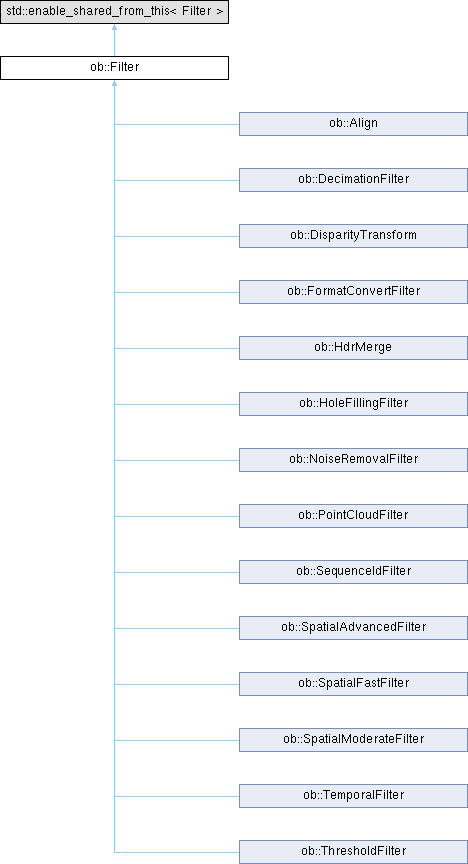 std::enable_shared_from_this< Filter >
ob::Filter
ob::Align
ob::DecimationFilter
ob::DisparityTransform
ob::FormatConvertFilter
ob::HdrMerge
ob::HoleFillingFilter
ob::NoiseRemovalFilter
ob::PointCloudFilter
ob::SequenceIdFilter
ob::SpatialAdvancedFilter
ob::SpatialFastFilter
ob::SpatialModerateFilter
ob::TemporalFilter
ob::ThresholdFilter